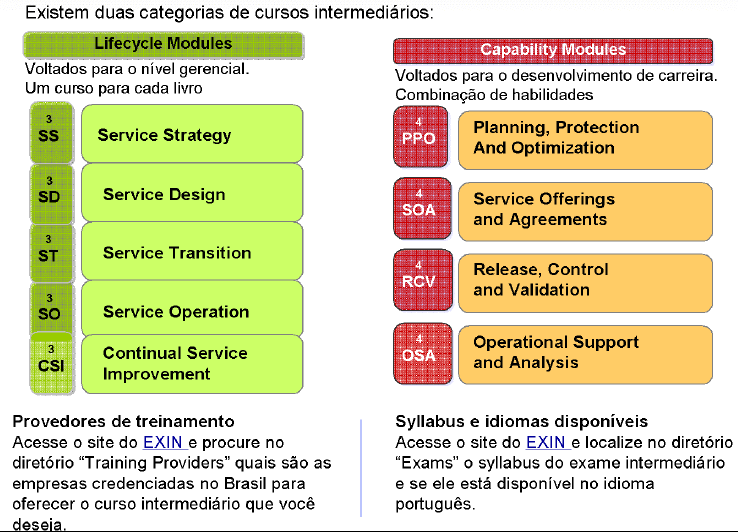 Existem duas categorias de cursos intermediários:
Lifecycle Modules
Voltados para o nível gerencial.
Um curso para cada livro
3
SS
Service Strategy
3
SD
Service Design
3
ST
Service Transition
3
SO
Service Operation
3
CSI
Continual Service
Improvement
Capability Modules
Voltados para o desenvolvimento de carreira.
Combinação de habilidades
4
PPO
Planning, Protection
And Optimization
4
SOA
Service Offerings
and Agreements
4
RCV
Release, Control
and Validation
4
OSA
Operational Support
and Analysis
Provedores de treinamento
Acesse o site do EXIN e procure no
diretório “Training Providers” quais são as
empresas credenciadas no Brasil para
oferecer o curso intermediário que você
deseja.
Syllabus e idiomas disponíveis
Acesse o site do EXIN e localize no diretório
“Exams” o syllabus do exame intermediário
e se ele está disponível no idioma
português.